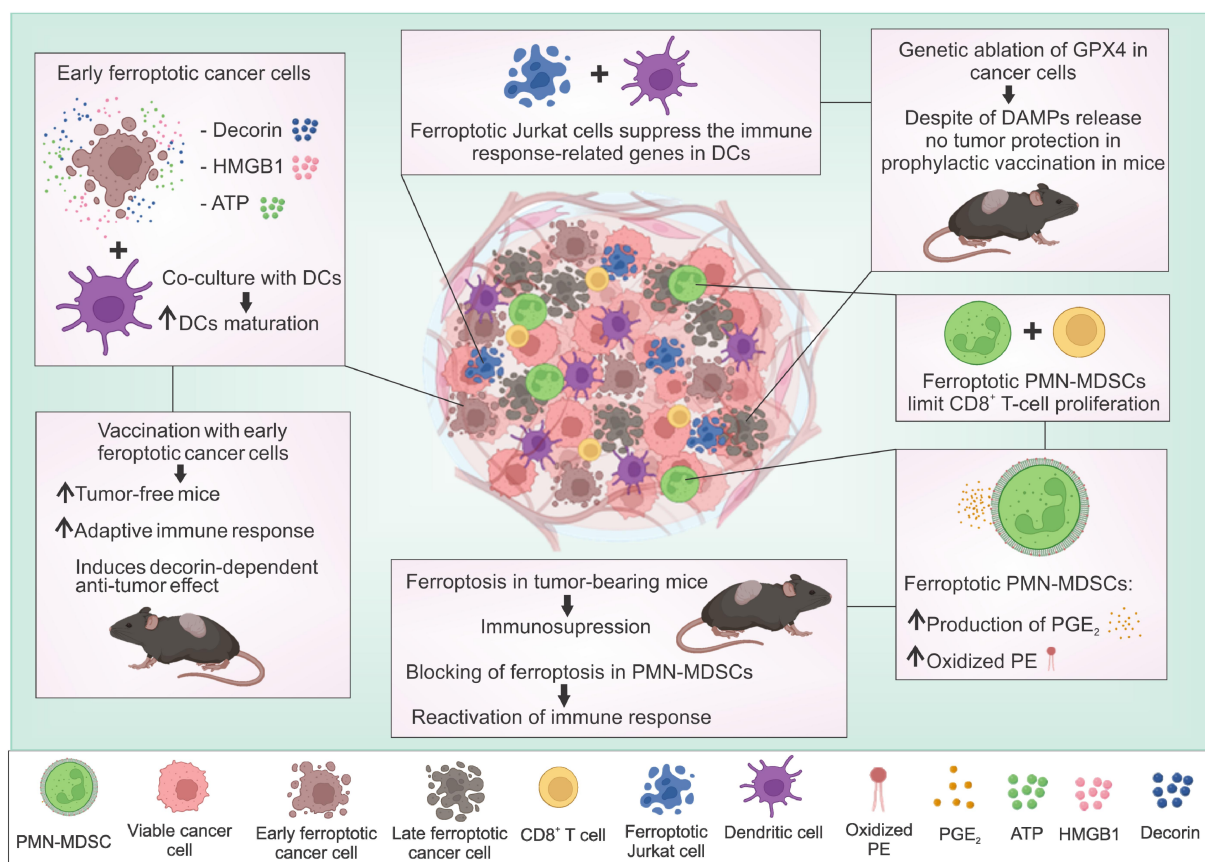 Early ferroptotic cancer cells
- Decorin
- HMGB1
- ATP
+
Co-culture with DCs
DCs maturation
Vaccination with early
feroptotic cancer cells
Tumor-free mice
Adaptive immune response
Induces decorin-dependent
anti-tumor effect
+
Ferroptotic Jurkat cells suppress the immune
response-related genes in DCs
Genetic ablation of GPX4 in
cancer cells
Despite of DAMPs release
no tumor protection in
prophylactic vaccination in mice
+
Ferroptotic PMN-MDSCs
limit CD8⁺ T-cell proliferation
Ferroptotic PMN-MDSCs:
Production of PGE₂
Oxidized PE
Ferroptosis in tumor-bearing mice
Immunosupression
Blocking of ferroptosis in PMN-MDSCs
Reactivation of immune response
PMN-MDSC
Viable cancer
cell
Early ferroptotic
cancer cell
Late ferroptotic
cancer cell
CD8⁺ T cell
Ferroptotic
Jurkat cell
Dendritic cell
Oxidized
PE
PGE₂
ATP
HMGB1
Decorin